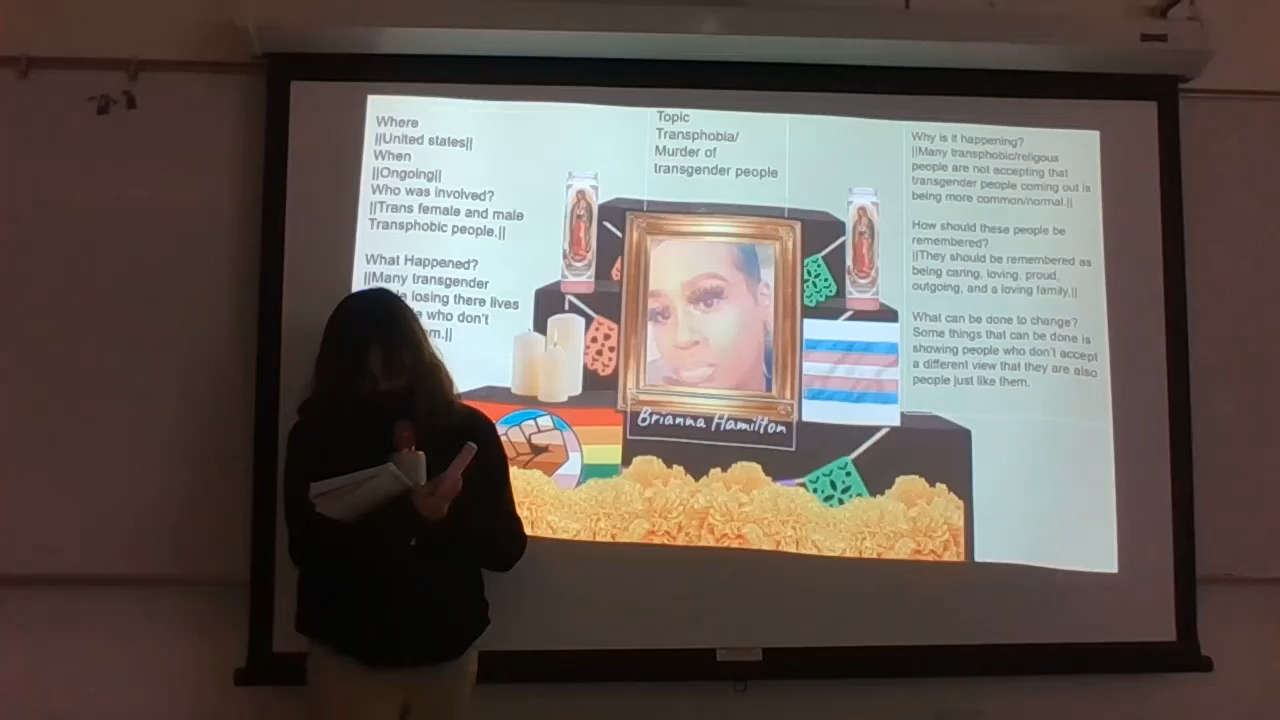 Where
||United states||
When
||Ongoing||
Who was involved?
||Trans female and male
Transphobic people.||
What Happened?
||Many transgender
losing there lives
who don't
||
Topic
Transphobia/
Murder of
transgender people
Brianna Hamilton
Why is it happening?
||Many transphobic/religous
people are not accepting that
transgender people coming out is
being more common/normal.||
How should these people be
remembered?
||They should be remembered as
being caring, loving, proud,
outgoing, and a loving family.||
What can be done to change?
Some things that can be done is
showing people who don't accept
a different view that they are also
people just like them.